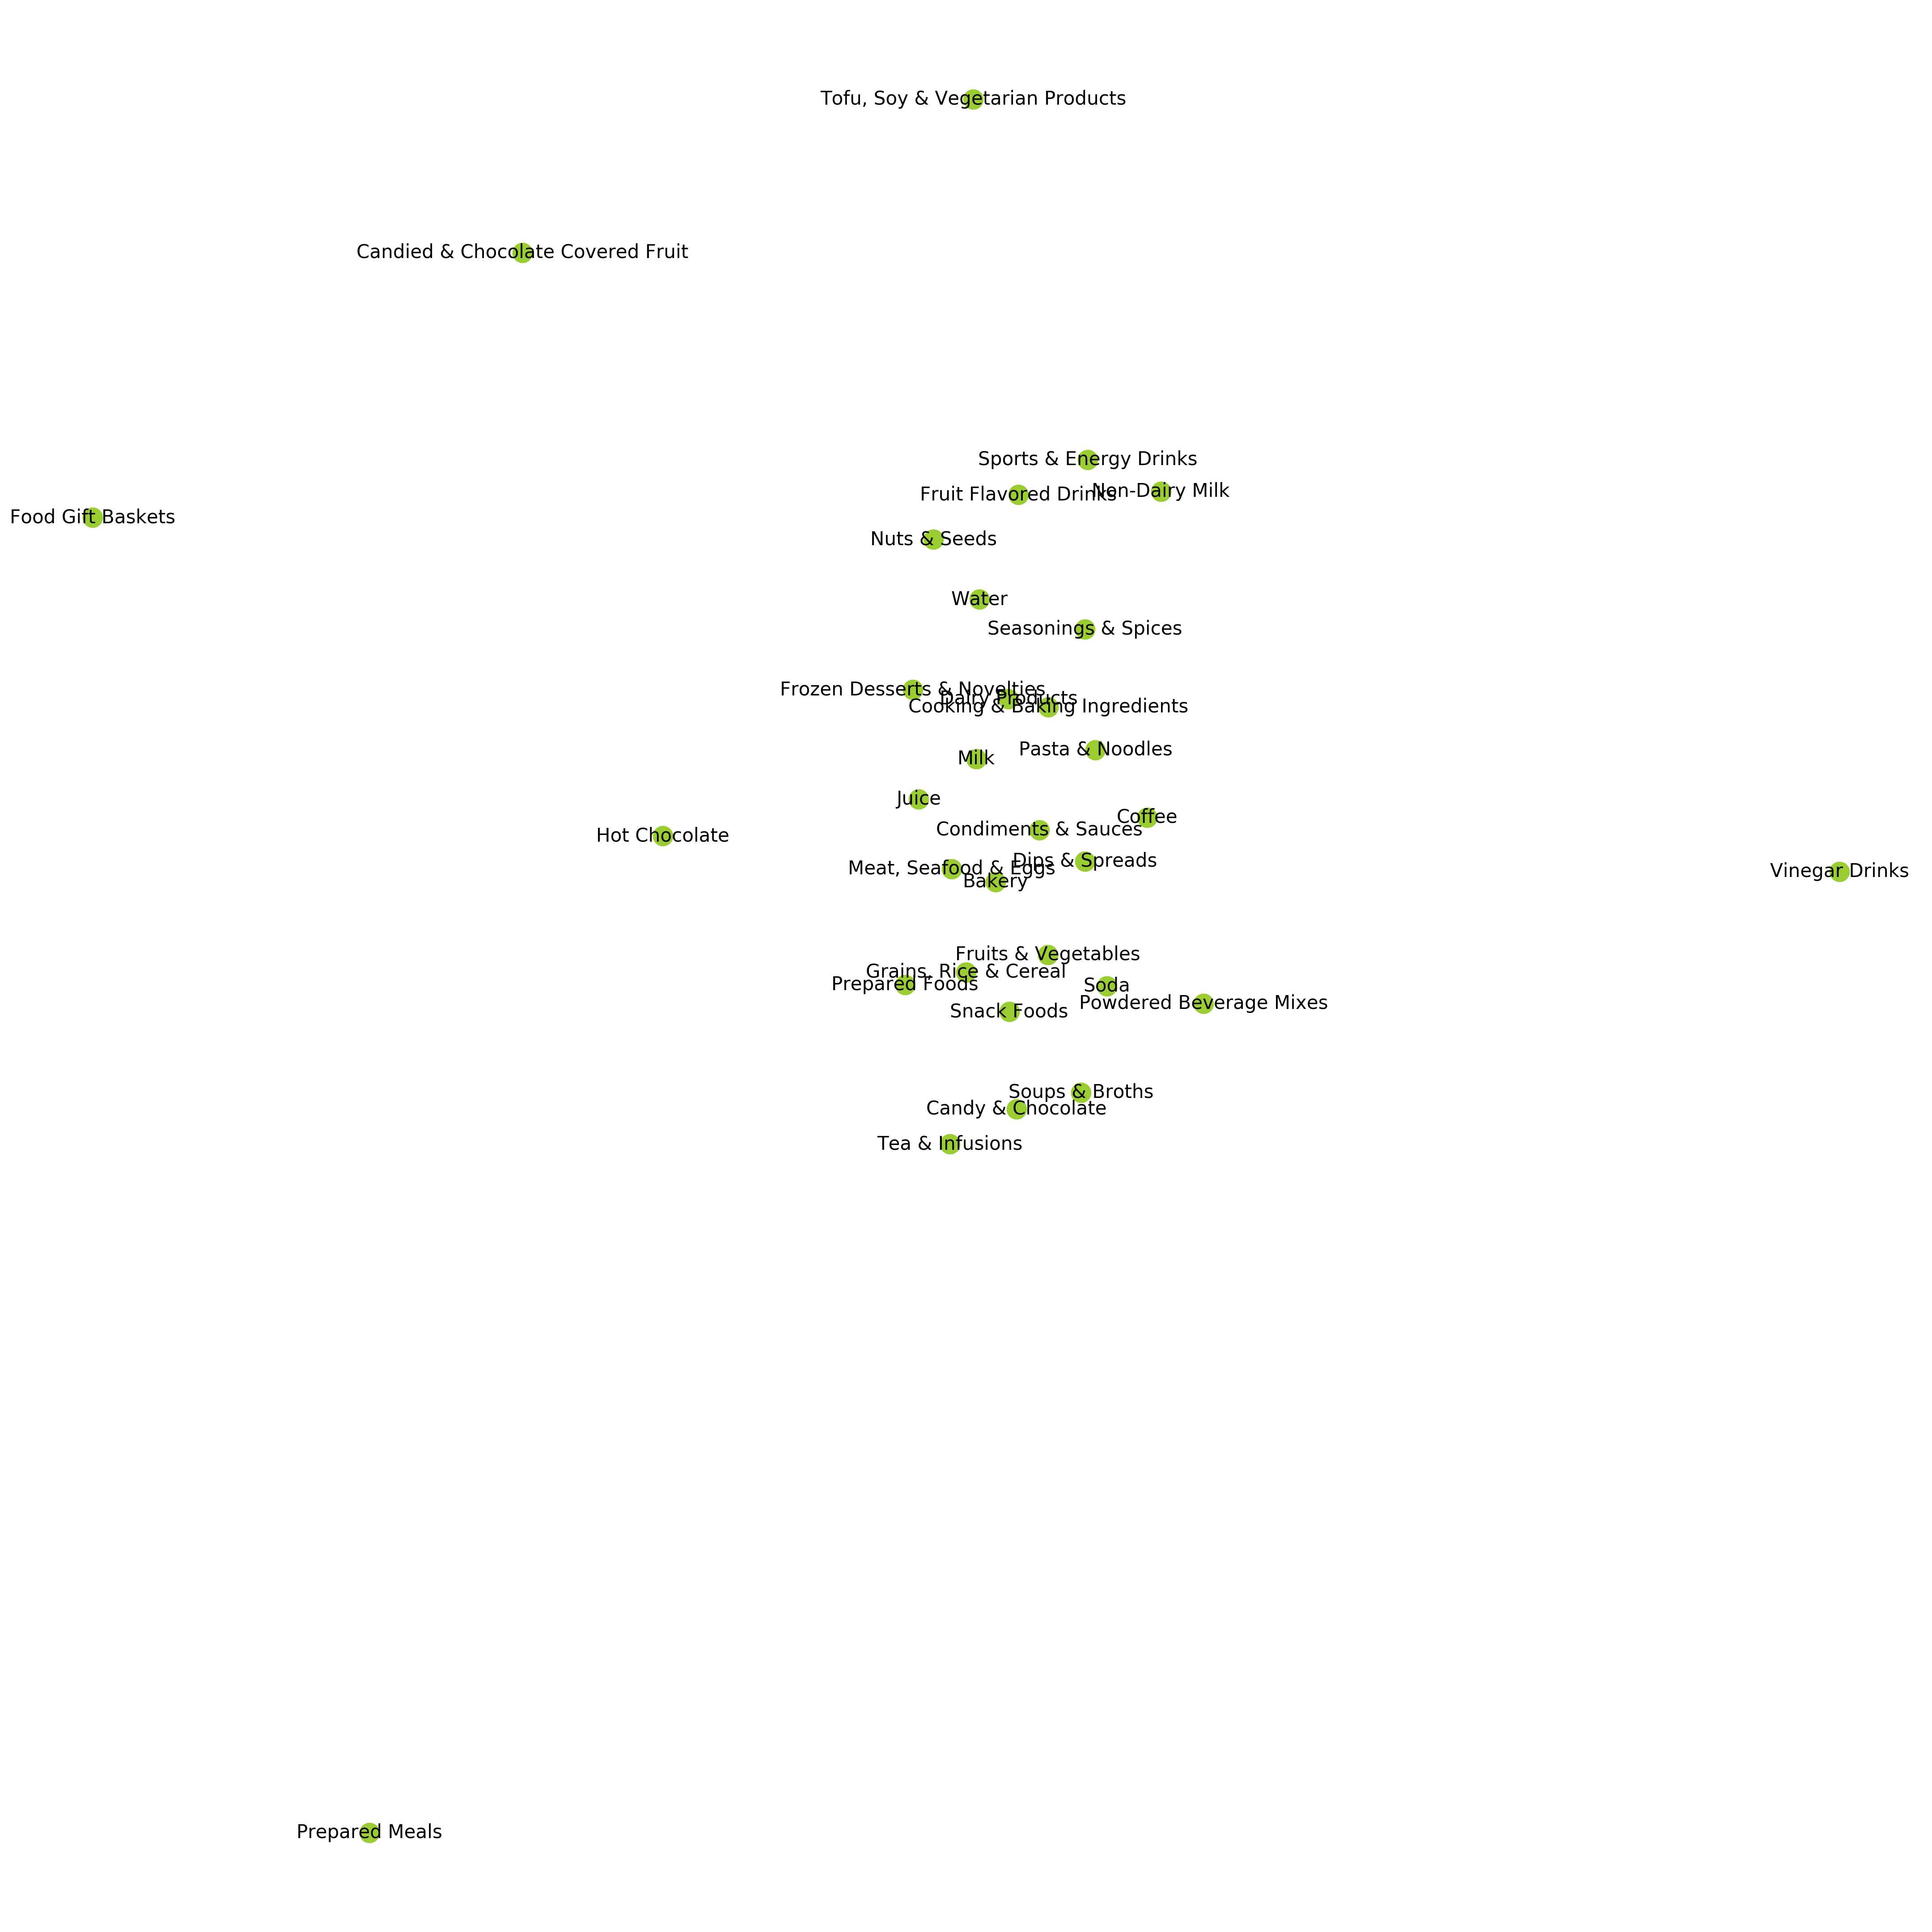 Tofu, Soy & Vegetarian Products
Candied & Chocolate Covered Fruit
Sports & Energy Drinks
Fruit Flavored Drinks
Non-Dairy Milk
Food Gift Baskets
Nuts & Seeds
Water
Seasonings & Spices
Frozen Desserts & Novelties
Dairy Products
Cooking & Baking Ingredients
Pasta & Noodles
Milk
Juice
Coffee
Condiments & Sauces
Hot Chocolate
Dips & Spreads
Meat, Seafood & Eggs
Vinegar Drinks
Bakery
Fruits & Vegetables
Grains, Rice & Cereal
Prepared Foods
Soda
Powdered Beverage Mixes
Snack Foods
Soups & Broths
Candy & Chocolate
Tea & Infusions
Prepared Meals